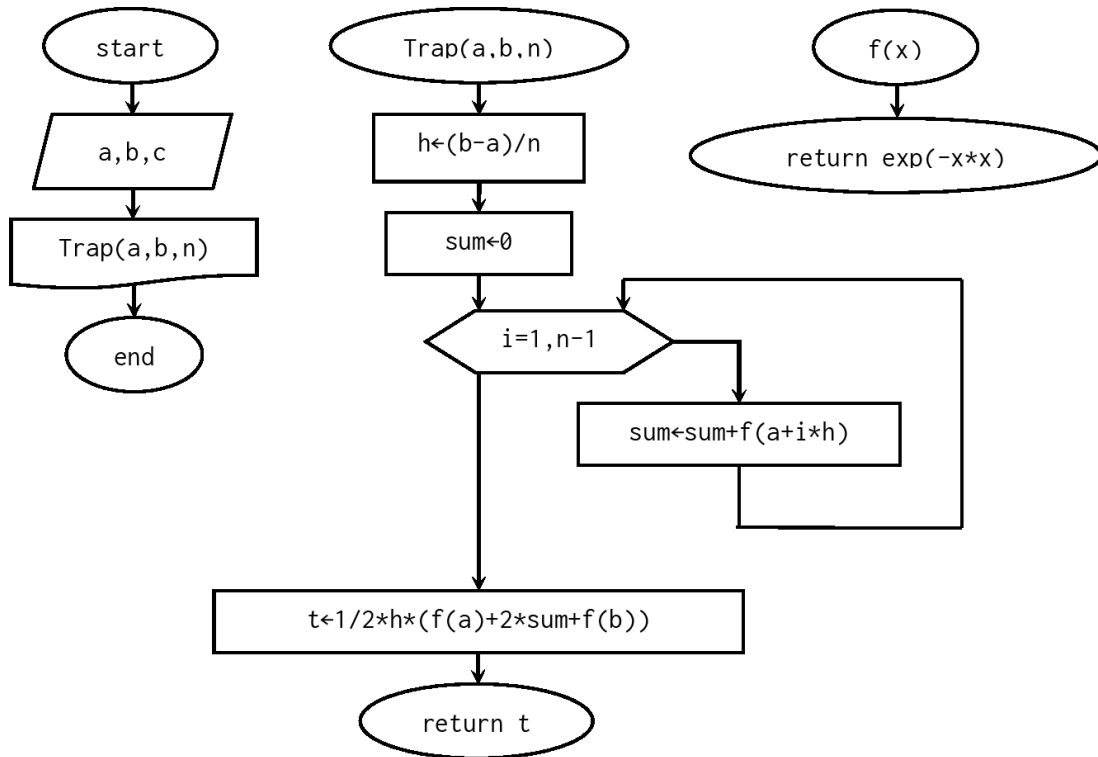 start
a,b,c
Trap(a,b,n)
end
Trap(a,b,n)
h←(b-a)/n
sum←0
i=1,n-1
sum←sum+f(a+i*h)
t←1/2*h*(f(a)+2*sum+f(b))
return t
f(x)
return exp(-x*x)